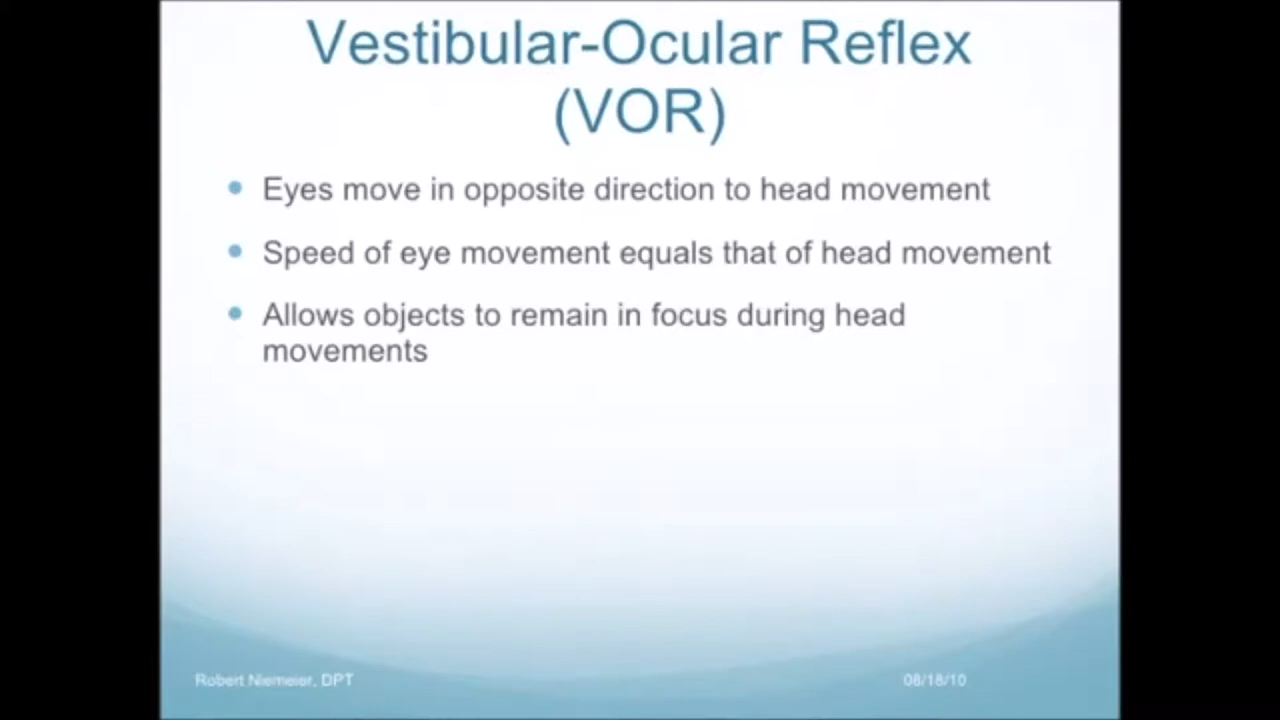 Vestibular-Ocular Reflex
(VOR)
Eyes move in opposite direction to head movement
Speed of eye movement equals that of head movement
Allows objects to remain in focus during head
movements
Robert Niemeier, DPT
08/18/10